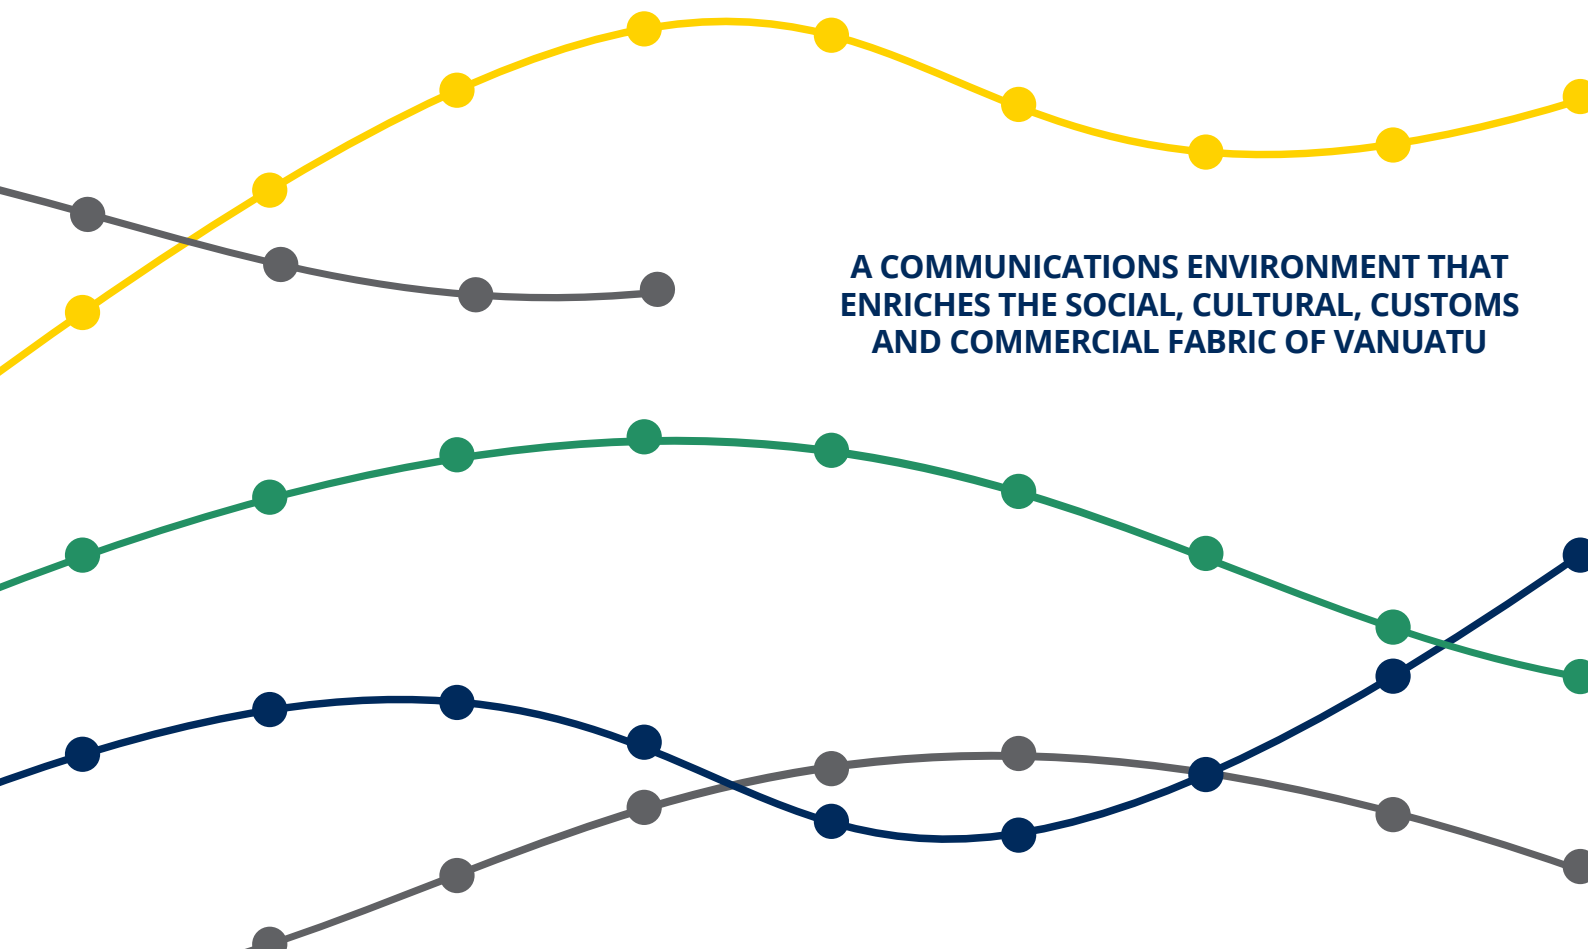 A COMMUNICATIONS ENVIRONMENT THAT
ENRICHES THE SOCIAL, CULTURAL, CUSTOMS
AND COMMERCIAL FABRIC OF VANUATU